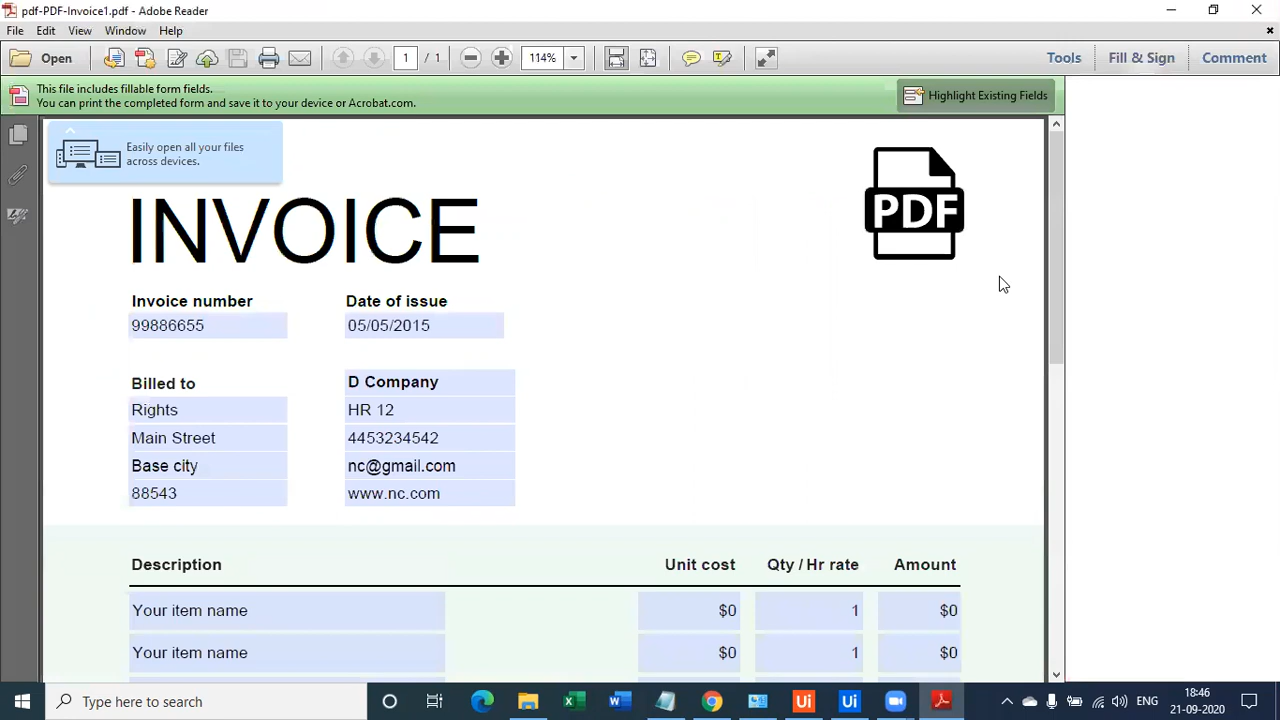 pdf-PDF-Invoice1.pdf - Adobe Reader
File Edit View Window Help
Open 1 / 1 114% Tools Fill & Sign Comment
This file includes fillable form fields.
You can print the completed form and save it to your device or Acrobat.com.
Highlight Existing Fields
Easily open all your files
across devices.
PDF
INVOICE
Invoice number Date of issue
99886655 05/05/2015
Billed to D Company
Rights HR 12
Main Street 4453234542
Base city nc@gmail.com
88543 www.nc.com
Description Unit cost Qty / Hr rate Amount
Your item name $0 1 $0
Your item name $0 1 $0
Type here to search
Ui Ui
ENG
18:46
21-09-2020